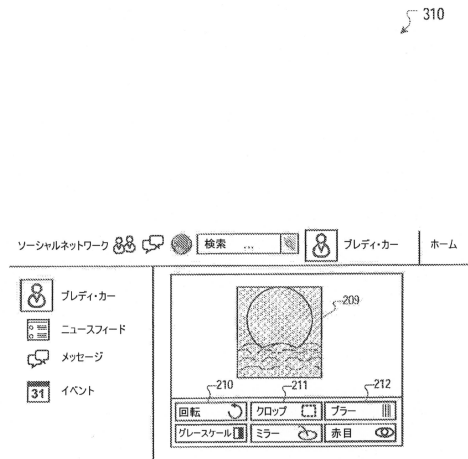 310
ソーシャルネットワーク 検索 ... ブレディ・カー ホーム
ブレディ・カー
ニュースフィード
メッセージ
31 イベント
209
210 211 212
回転 クロップ ブラー
グレースケール ミラー 赤目